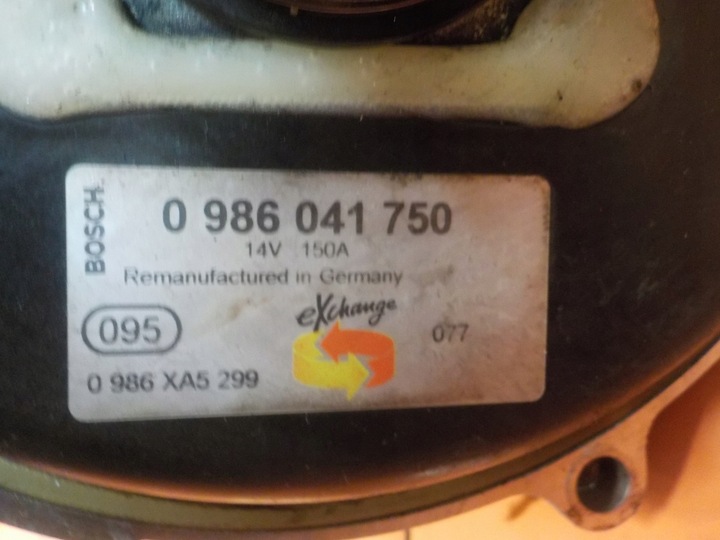 BOSCH
0 986 041 750
14V 150A
Remanufactured in Germany
eXchange
095
077
0 986 XA5 299